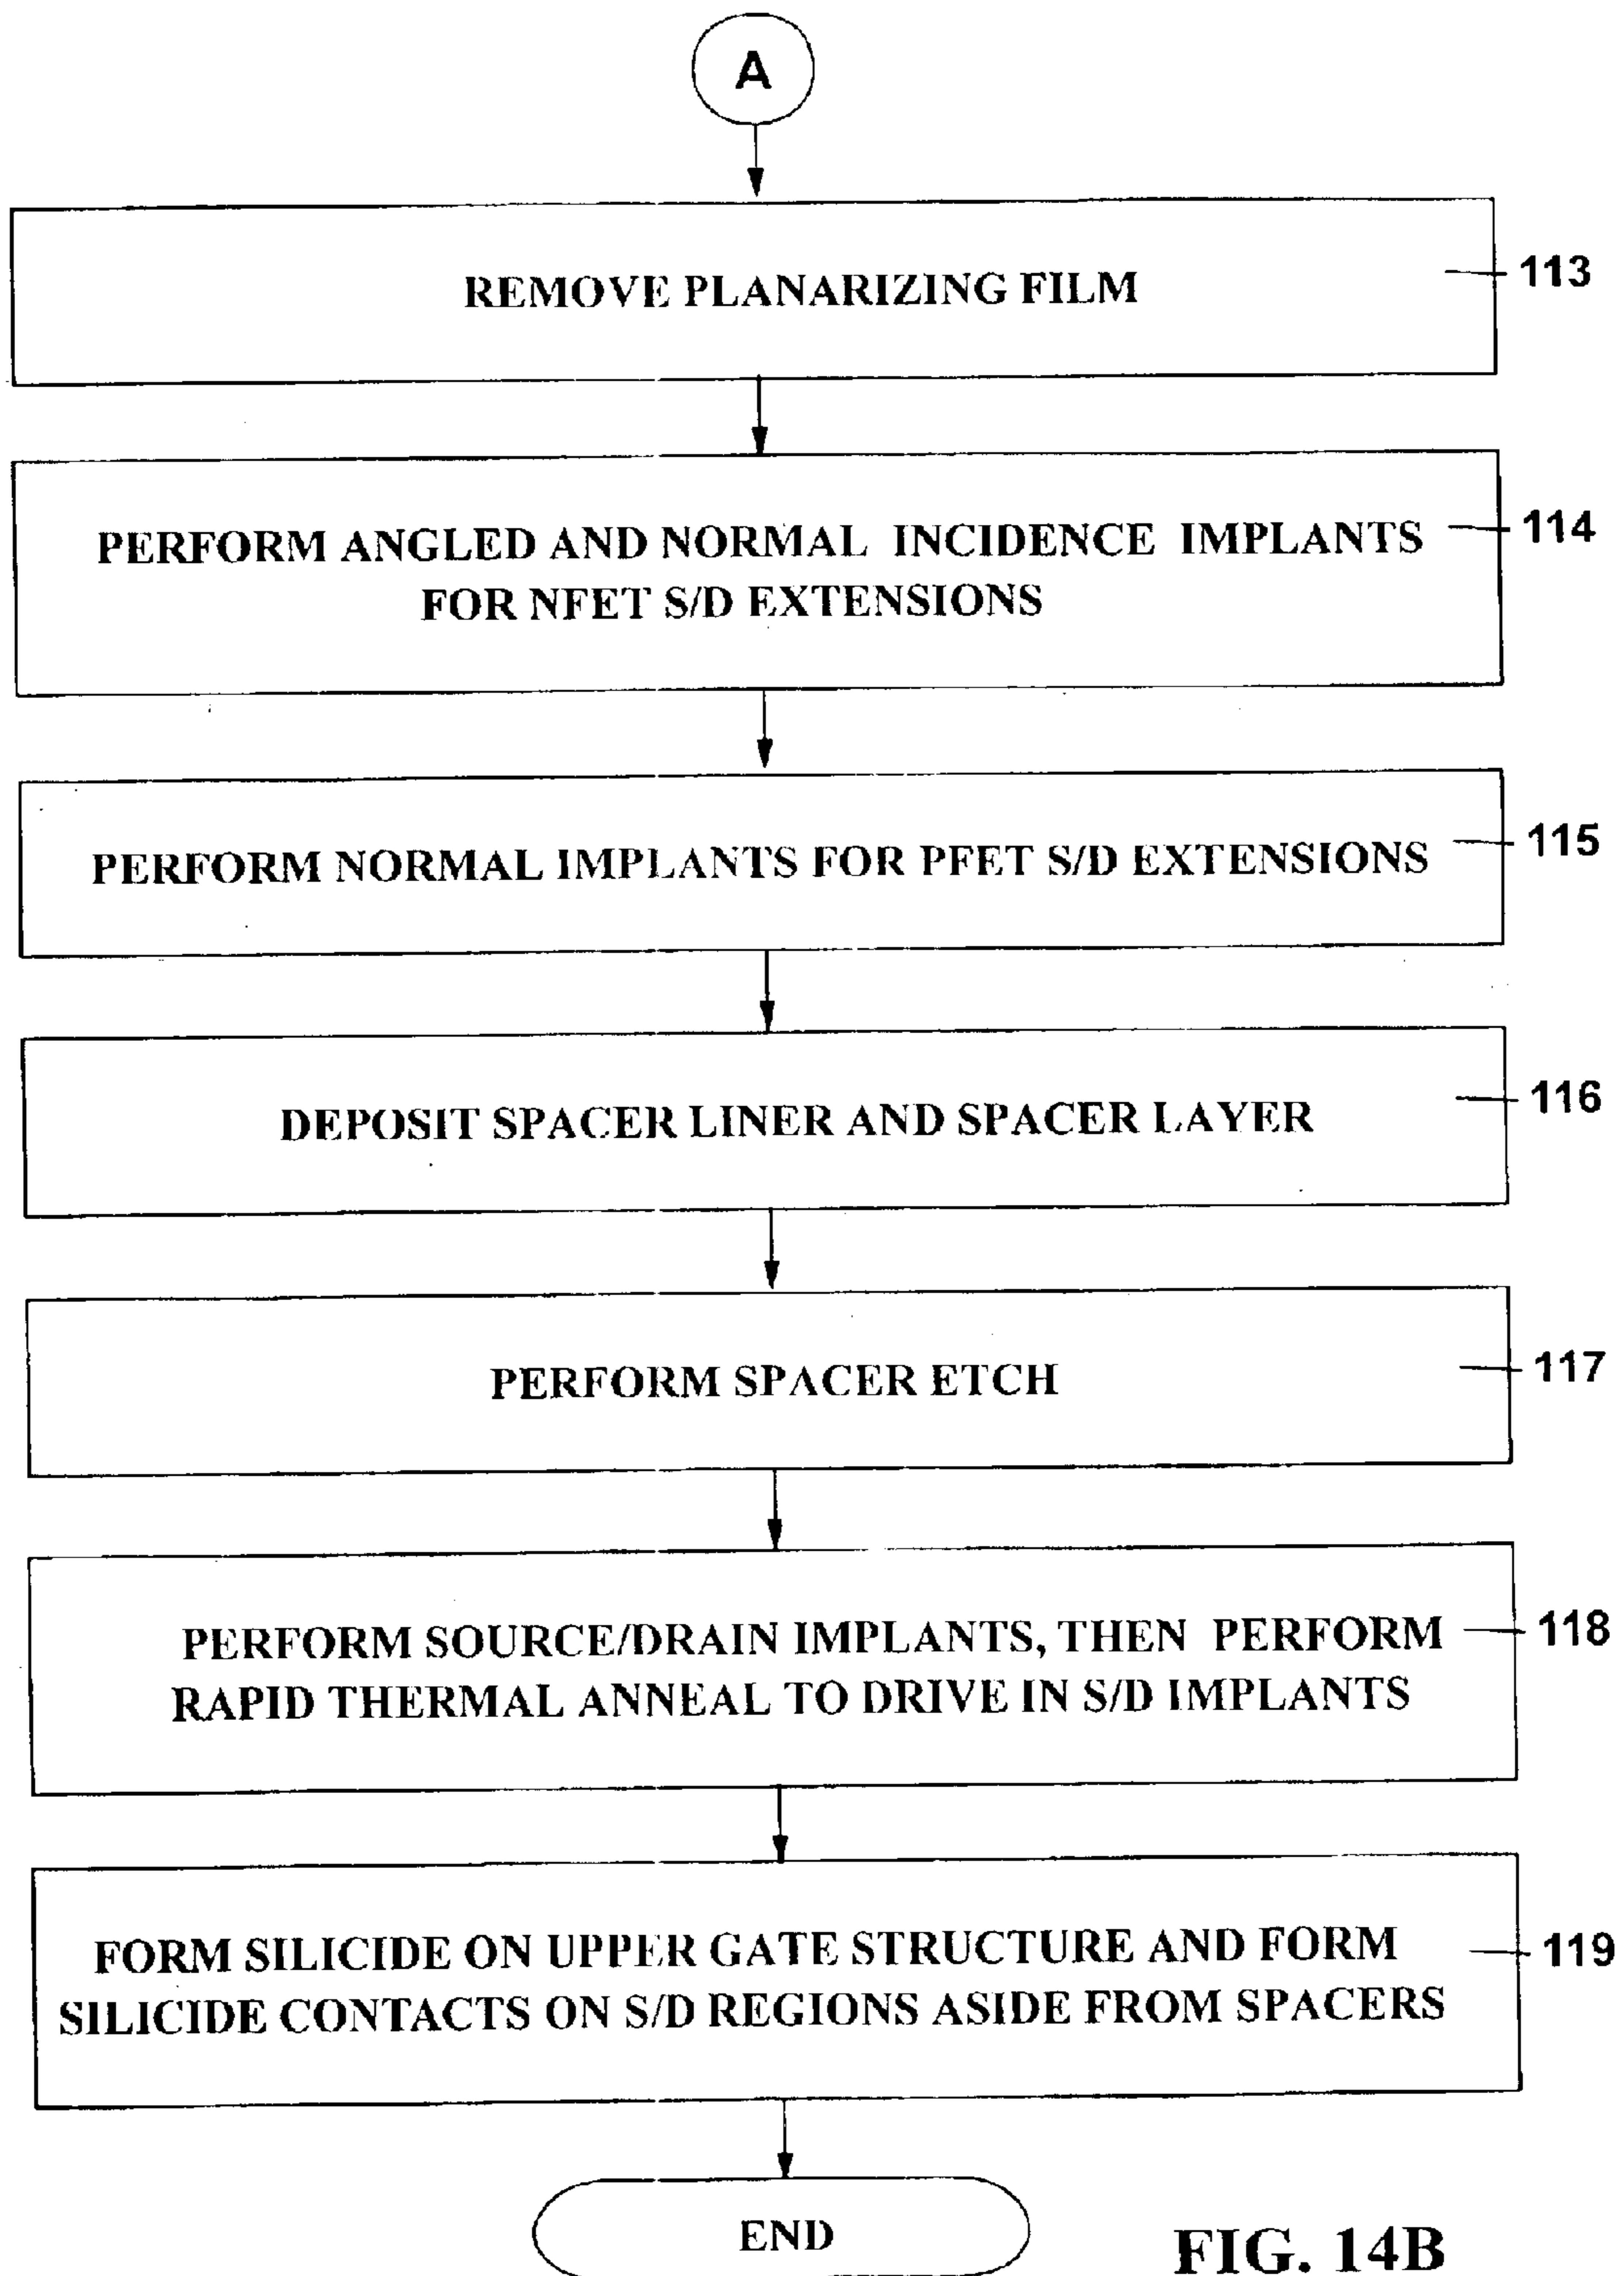 A
REMOVE PLANARIZING FILM
113
PERFORM ANGLED AND NORMAL INCIDENCE IMPLANTS
FOR NFET S/D EXTENSIONS
114
PERFORM NORMAL IMPLANTS FOR PFET S/D EXTENSIONS
115
DEPOSIT SPACER LINER AND SPACER LAYER
116
PERFORM SPACER ETCH
117
PERFORM SOURCE/DRAIN IMPLANTS, THEN PERFORM
RAPID THERMAL ANNEAL TO DRIVE IN S/D IMPLANTS
118
FORM SILICIDE ON UPPER GATE STRUCTURE AND FORM
SILICIDE CONTACTS ON S/D REGIONS ASIDE FROM SPACERS
119
END
FIG. 14B